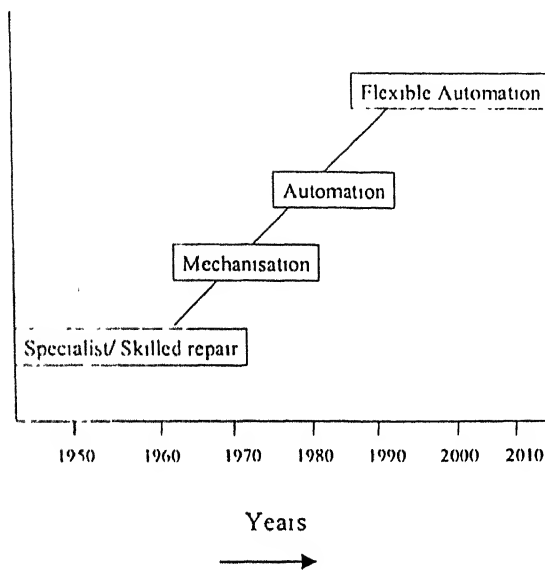 Flexible Automation
Automation
Mechanisation
Specialist/ Skilled repair
1950 1960 1970 1980 1990 2000 2010
Years